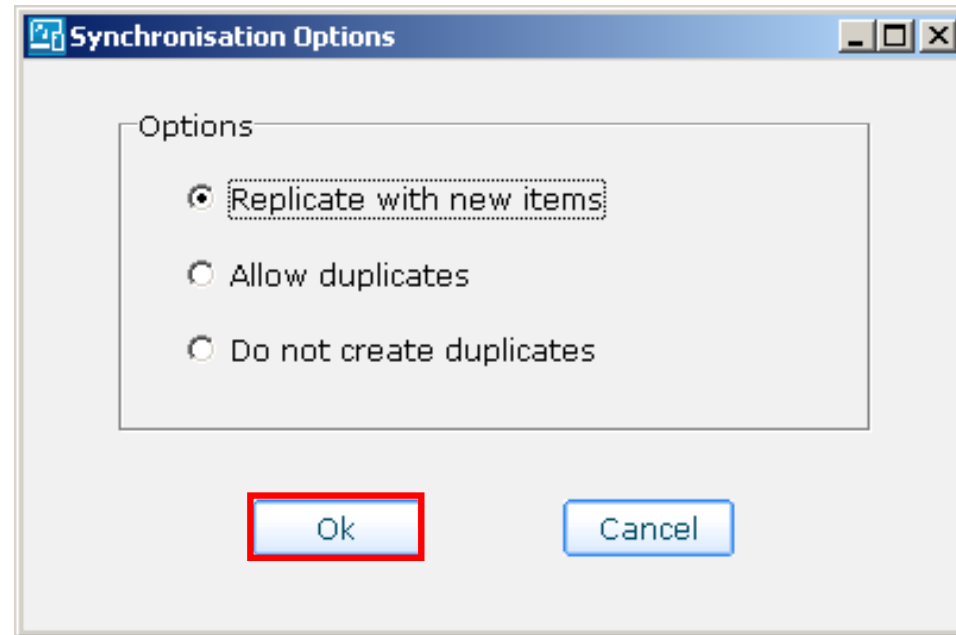 Synchronisation Options
Options
Replicate with new items
Allow duplicates
Do not create duplicates
Ok Cancel